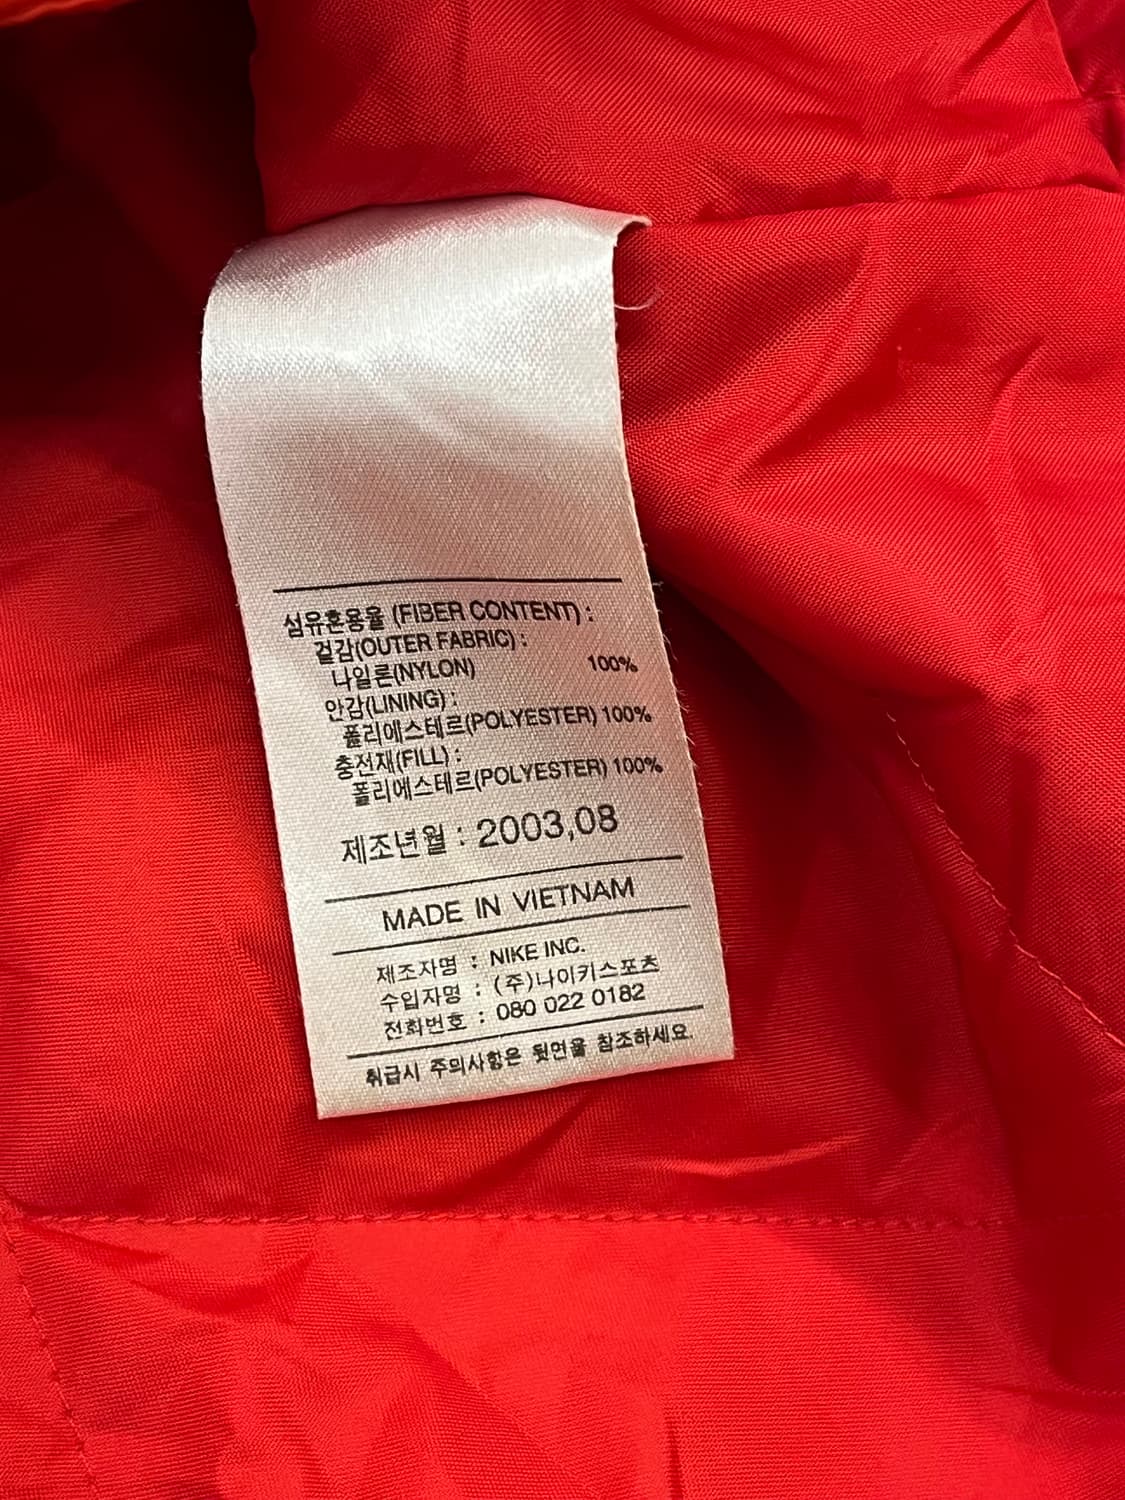 섬유혼용율 (FIBER CONTENT) :
겉감(OUTER FABRIC) :
나일론(NYLON) 100%
안감(LINING) :
폴리에스테르(POLYESTER) 100%
충전재(FILL) :
폴리에스테르(POLYESTER) 100%
제조년월 : 2003,08
MADE IN VIETNAM
제조자명 : NIKE INC.
수입자명 : (주)나이키스포츠
전화번호 : 080 022 0182
취급시 주의사항은 뒷면을 참조하세요.